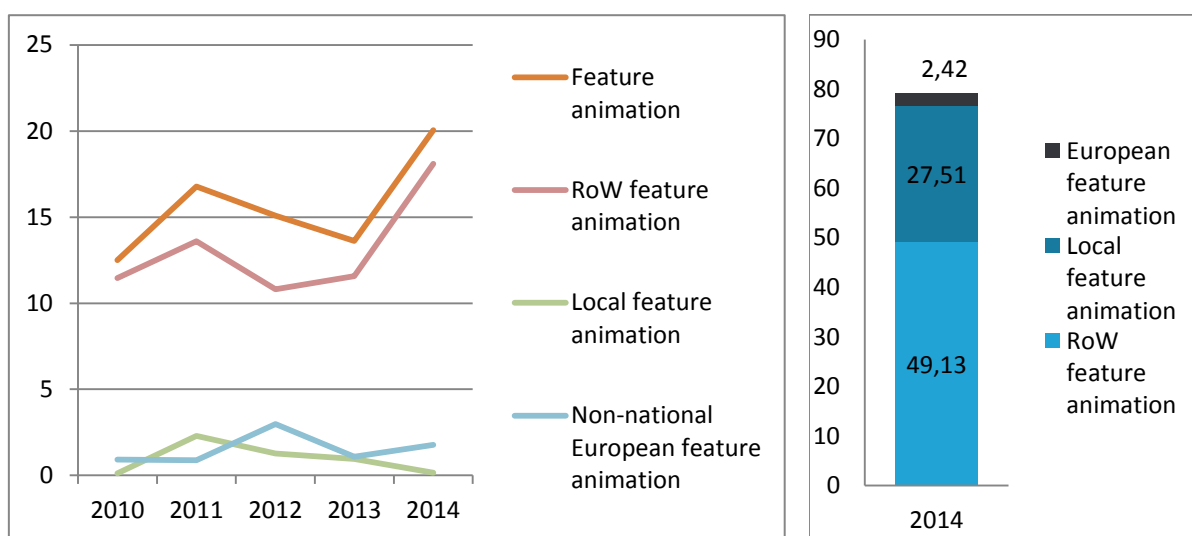 25
20
15
10
5
0
2010 2011 2012 2013 2014
Feature
animation
RoW feature
animation
Local feature
animation
Non-national
European feature
animation
90
80
70
60
50
40
30
20
10
0
2,42
27,51
49,13
2014
European
feature
animation
Local
feature
animation
RoW
feature
animation